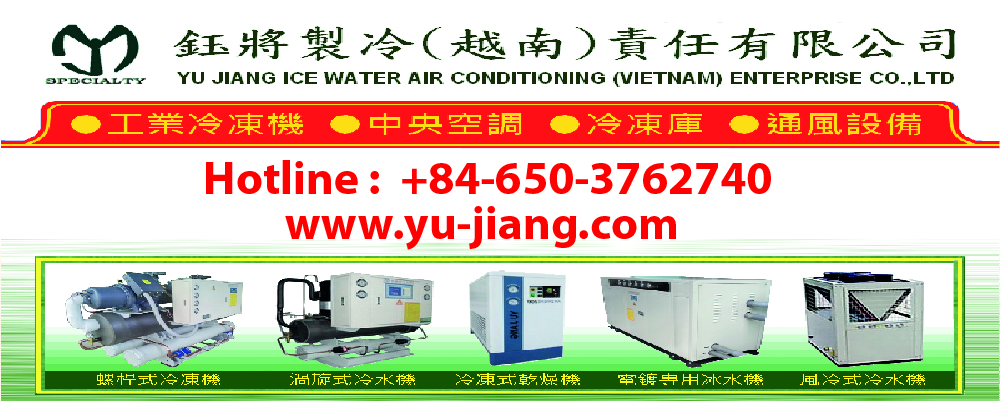 SPECIALTY
鈺將製冷(越南)責任有限公司
YU JIANG ICE WATER AIR CONDITIONING (VIETNAM) ENTERPRISE CO.,LTD
●工業冷凍機 ●中央空調 ●冷凍庫 ●通風設備
Hotline : +84-650-3762740
www.yu-jiang.com
螺桿式冷凍機 渦旋式冷水機 冷凍式乾燥機 電鍍專用冰水機 風冷式冷水機